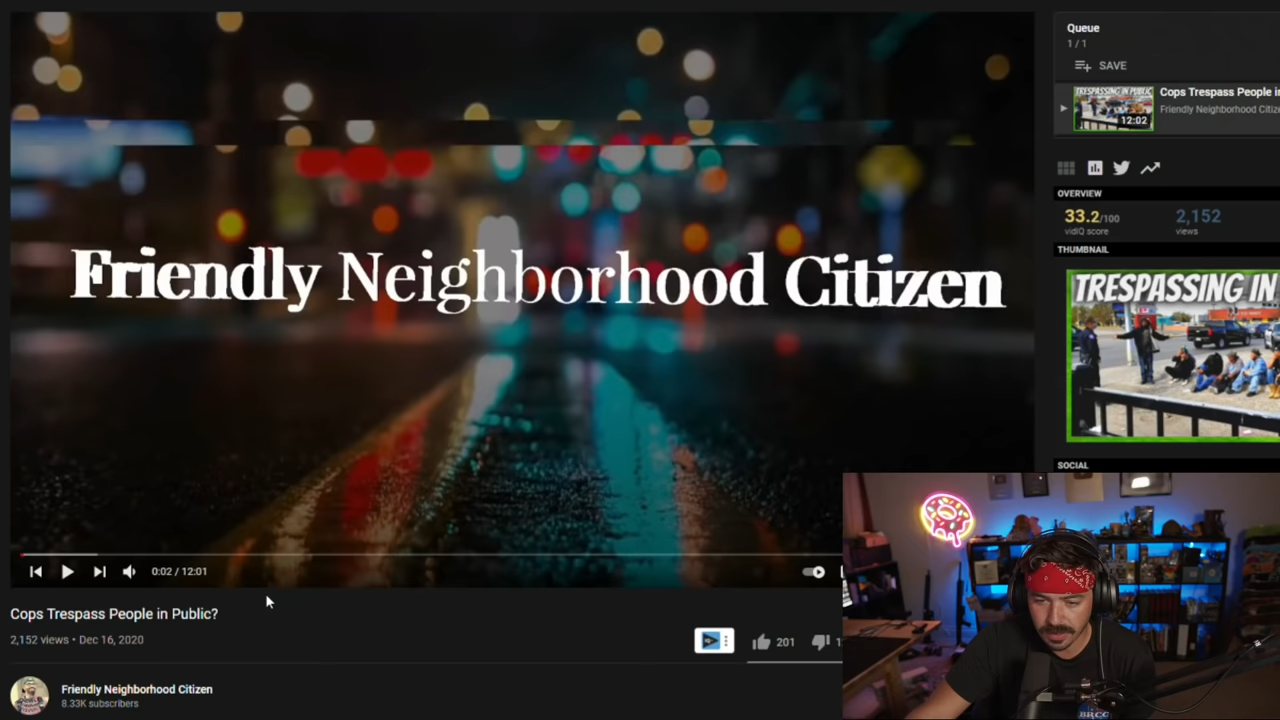 Friendly Neighborhood Citizen
0:02 / 12:01
Cops Trespass People in Public?
2,152 views • Dec 16, 2020
201
Friendly Neighborhood Citizen
8.33K subscribers
Queue
1 / 1
SAVE
TRESPASSING IN PUBLIC
12:02
Cops Trespass People in
Friendly Neighborhood
OVERVIEW
33.2/100
vidIQ score
2,152
views
THUMBNAIL
TRESPASSING IN
SOCIAL
BRCC